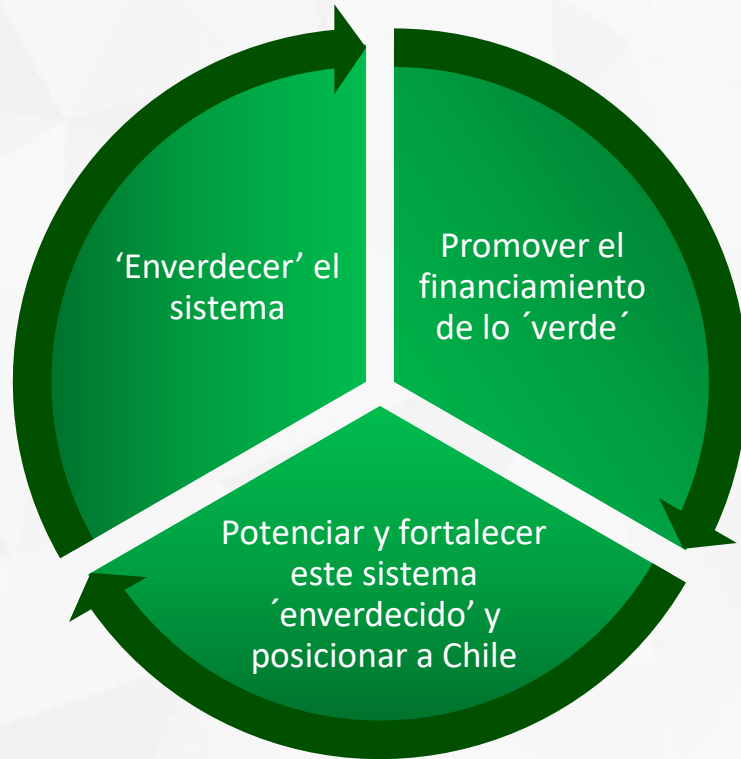 ‘Enverdecer’ el
sistema
Promover el
financiamiento
de lo ´verde´
Potenciar y fortalecer
este sistema
´enverdecido’ y
posicionar a Chile